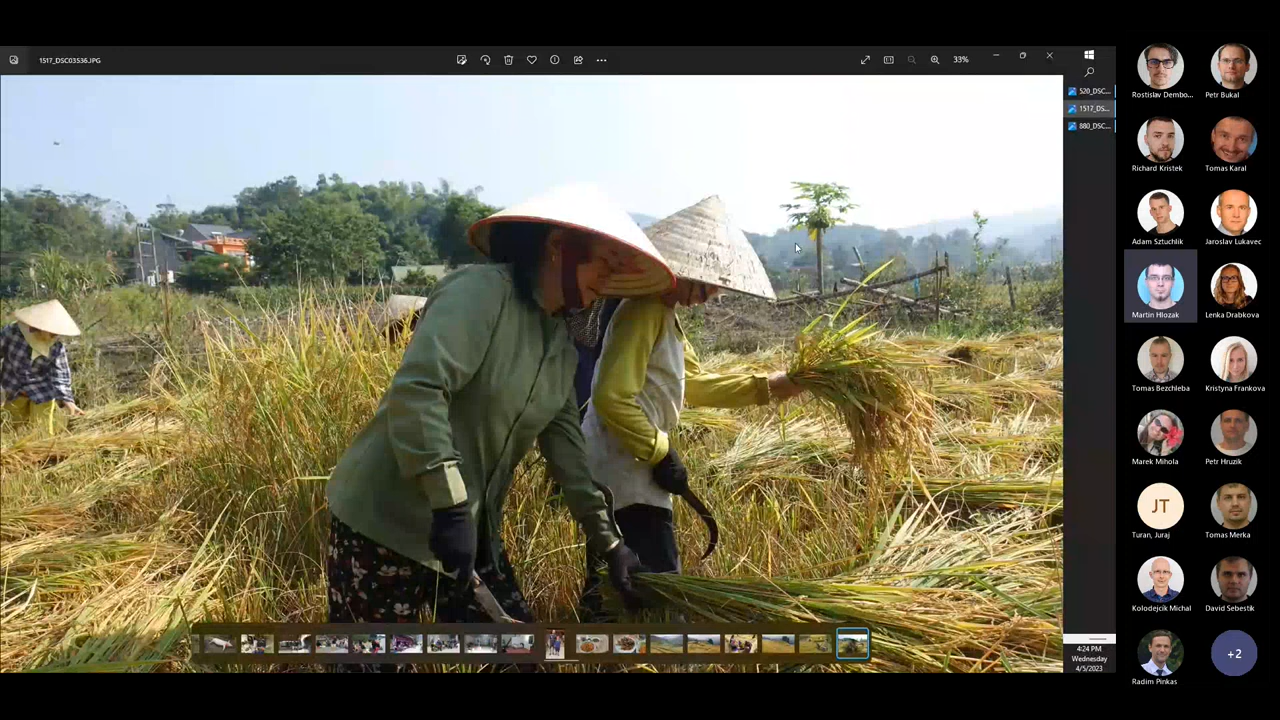 1517_DSC03536.JPG
33%
520_DSC...
1517_DS...
880_DSC...
4:24 PM
Wednesday
4/5/2023
Rostislav Dembo...
Petr Bukal
Richard Kristek
Tomas Karal
Adam Sztuchlik
Jaroslav Lukavec
Martin Hlozak
Lenka Drabkova
Tomas Bezchleba
Kristyna Frankova
Marek Mihola
Petr Hruzik
JT
Turan, Juraj
Tomas Merka
Kolodejcik Michal
David Sebestik
Radim Pinkas
+2